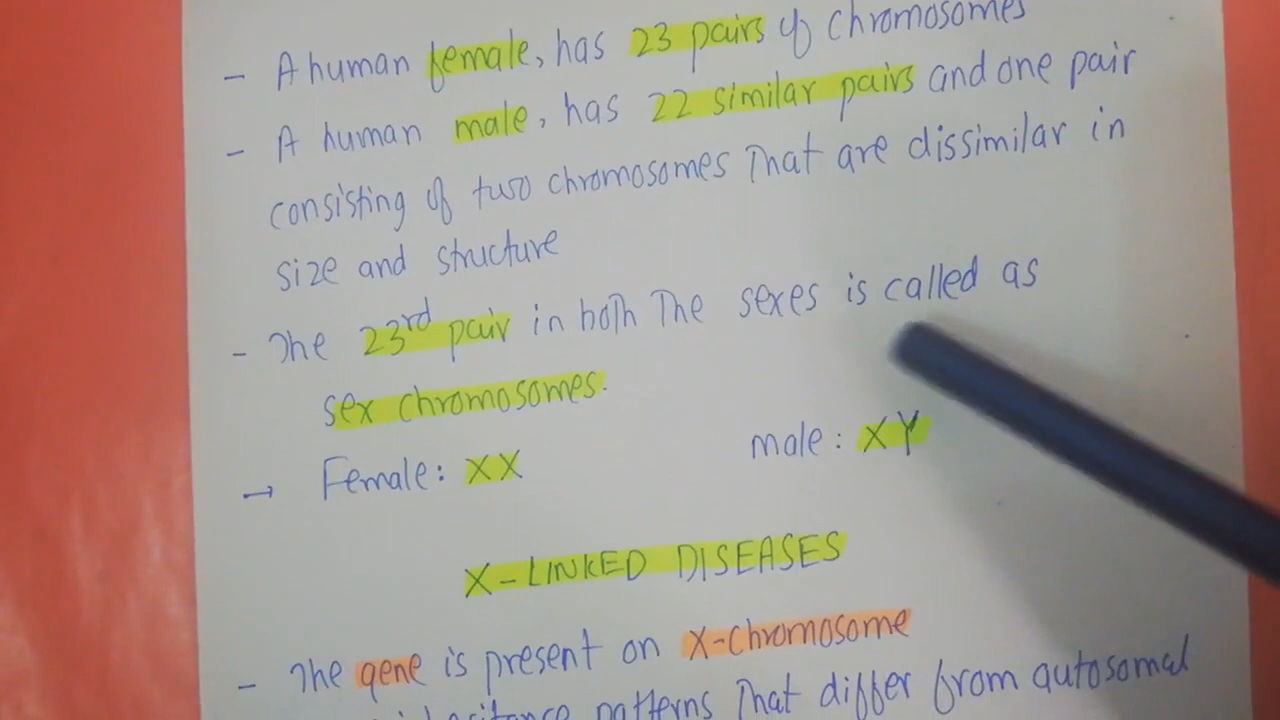 - A human female, has 23 pairs of chromosomes
- A human male, has 22 similar pairs and one pair
consisting of two chromosomes that are dissimilar in
size and structure
- The 23rd pair in both the sexes is called as
sex chromosomes.
→ Female: XX male: XY
X-LINKED DISEASES
- The gene is present on X-chromosome
inheritance patterns that differ from autosomal